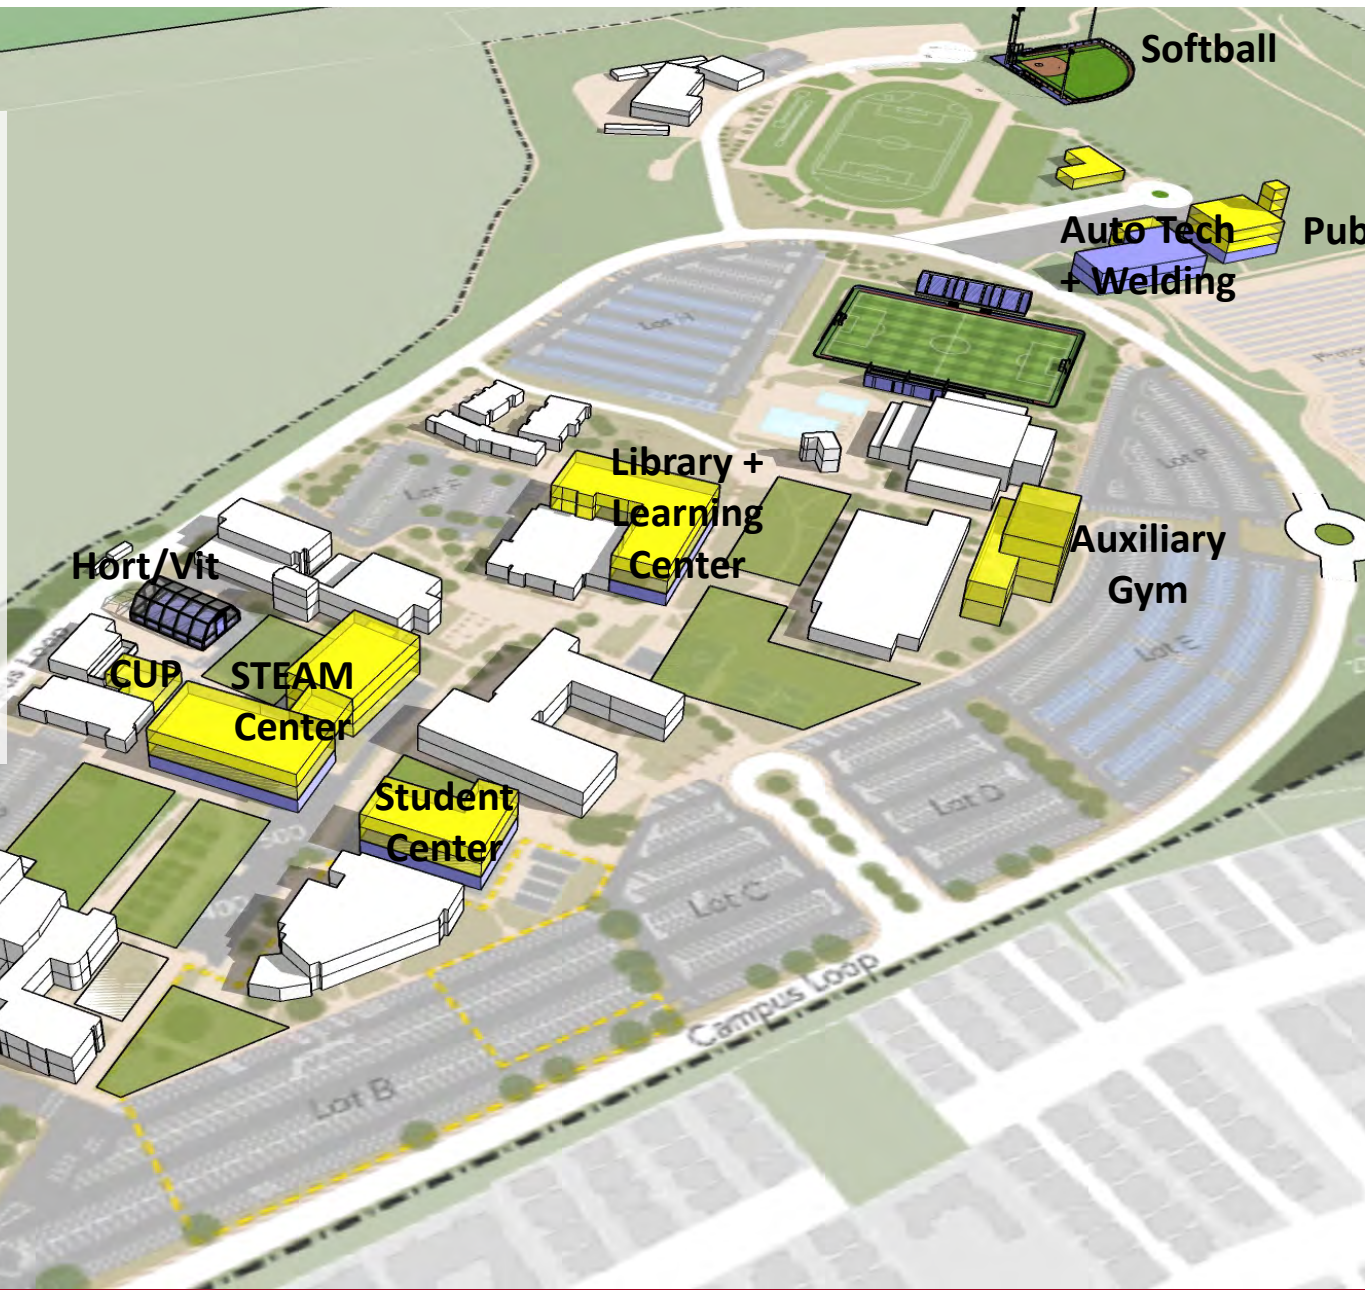 Softball
Auto Tech
+ Welding
Pub
Lot H
Lot P
Library +
Learning
Center
Lot F
Auxiliary
Gym
Hort/Vit
Lot E
CUP
STEAM
Center
Student
Center
Lot D
Lot C
Campus Loop
Lot B